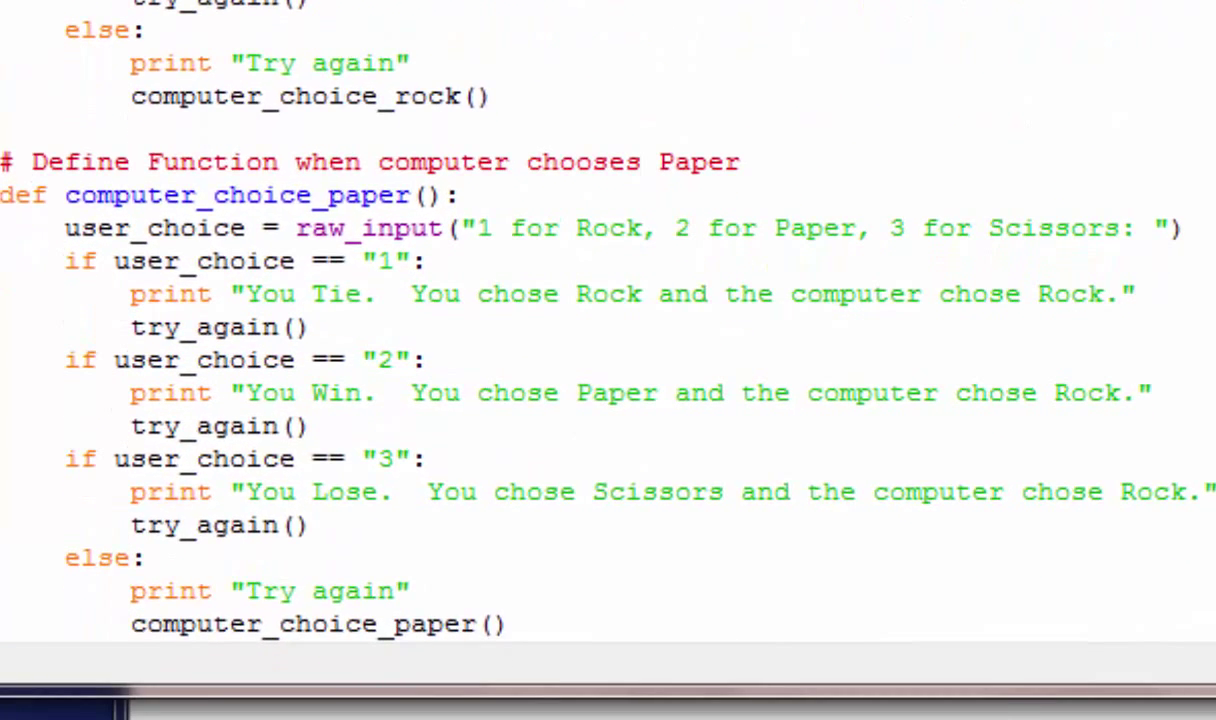 try_again()
else:
print "Try again"
computer_choice_rock()
# Define Function when computer chooses Paper
def computer_choice_paper():
user_choice = raw_input("1 for Rock, 2 for Paper, 3 for Scissors: ")
if user_choice == "1":
print "You Tie.  You chose Rock and the computer chose Rock."
try_again()
if user_choice == "2":
print "You Win.  You chose Paper and the computer chose Rock."
try_again()
if user_choice == "3":
print "You Lose.  You chose Scissors and the computer chose Rock."
try_again()
else:
print "Try again"
computer_choice_paper()